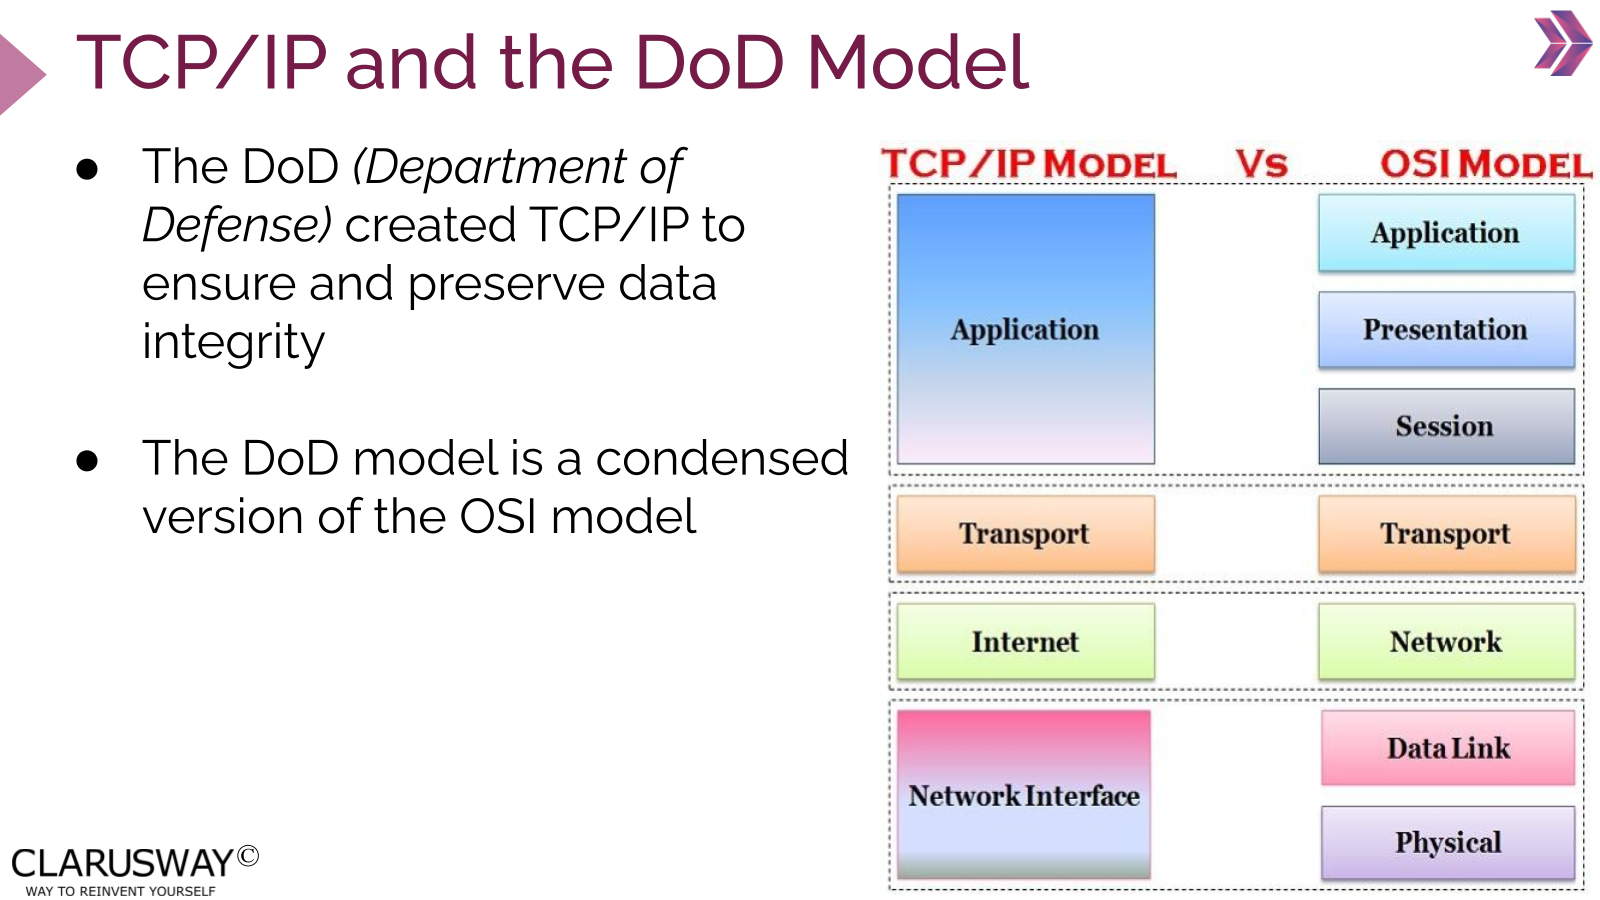 TCP/IP and the DoD Model
● The DoD (Department of
Defense) created TCP/IP to
ensure and preserve data
integrity
● The DoD model is a condensed
version of the OSI model
TCP/IP MODEL Vs OSI MODEL
Application
Application
Presentation
Session
Transport
Transport
Internet
Network
Network Interface
Data Link
Physical
CLARUSWAY©
WAY TO REINVENT YOURSELF